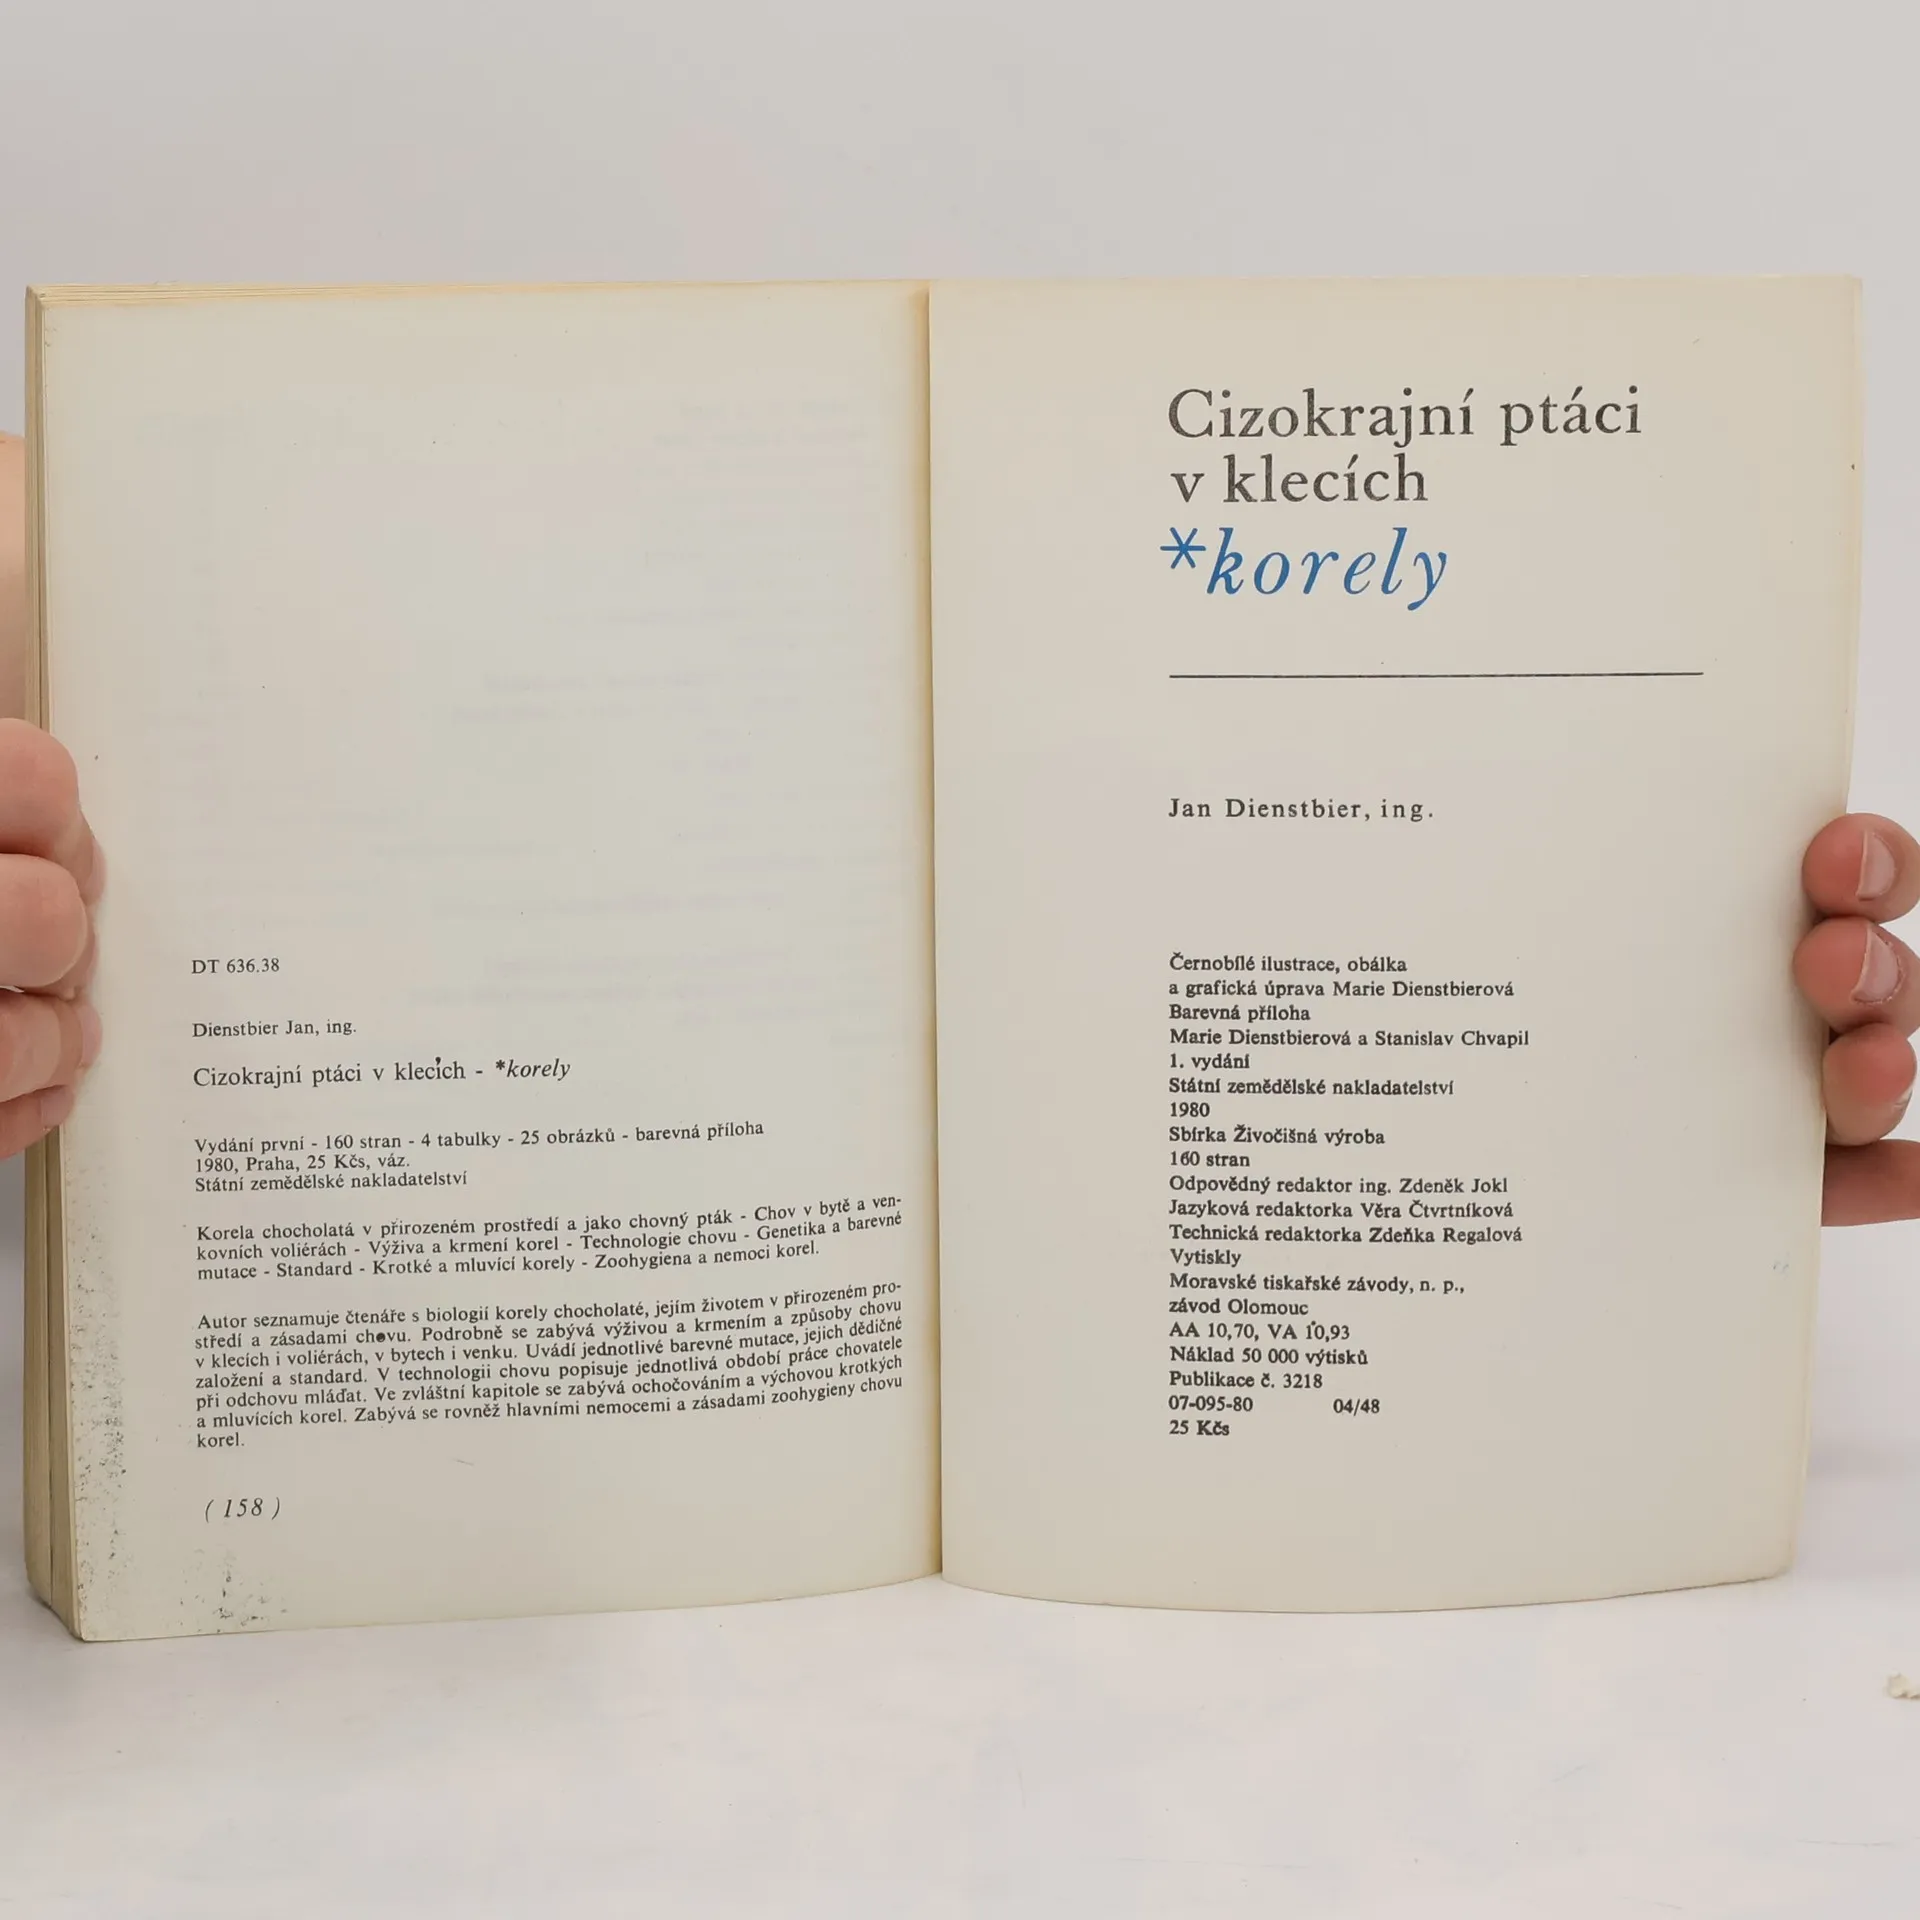 DT 636.38
Dienstbier Jan, ing.
Cizokrajní ptáci v klecích - *korely
Vydání první - 160 stran - 4 tabulky - 25 obrázků - barevná příloha
1980, Praha, 25 Kčs, váz.
Státní zemědělské nakladatelství
Korela chocholatá v přirozeném prostředí a jako chovný pták - Chov v bytě a ven-
kovních voliérách - Výživa a krmení korel - Technologie chovu - Genetika a barevné
mutace - Standard - Krotké a mluvící korely - Zoohygiena a nemoci korel.
Autor seznamuje čtenáře s biologií korely chocholaté, jejím životem v přirozeném pro-
středí a zásadami chovu. Podrobně se zabývá výživou a krmením a způsoby chovu
v klecích i voliérách, v bytech i venku. Uvádí jednotlivé barevné mutace, jejich dědičné
založení a standard. V technologii chovu popisuje jednotlivá období práce chovatele
při odchovu mláďat. Ve zvláštní kapitole se zabývá ochočováním a výchovou krotkých
a mluvících korel. Zabývá se rovněž hlavními nemocemi a zásadami zoohygieny chovu
korel.
( 158 )
Cizokrajní ptáci
v klecích
*korely
Jan Dienstbier, ing.
Černobílé ilustrace, obálka
a grafická úprava Marie Dienstbierová
Barevná příloha
Marie Dienstbierová a Stanislav Chvapil
1. vydání
Státní zemědělské nakladatelství
1980
Sbírka Živočišná výroba
160 stran
Odpovědný redaktor ing. Zdeněk Jokl
Jazyková redaktorka Věra Čtvrtníková
Technická redaktorka Zdeňka Regalová
Vytiskly
Moravské tiskařské závody, n. p.,
závod Olomouc
AA 10,70, VA 10,93
Náklad 50 000 výtisků
Publikace č. 3218
07-095-80 04/48
25 Kčs